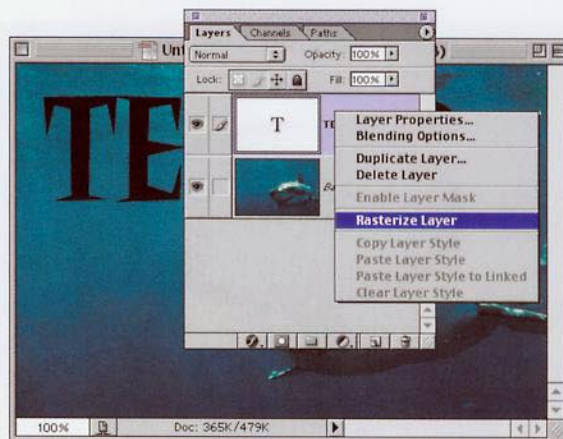 Layers Channels Paths
Normal Opacity: 100%
Lock: Fill: 100%
T
TE
Layer Properties...
Blending Options...
Duplicate Layer...
Delete Layer
Enable Layer Mask
Rasterize Layer
Copy Layer Style
Paste Layer Style
Paste Layer Style to Linked
Clear Layer Style
100% Doc: 365K/479K